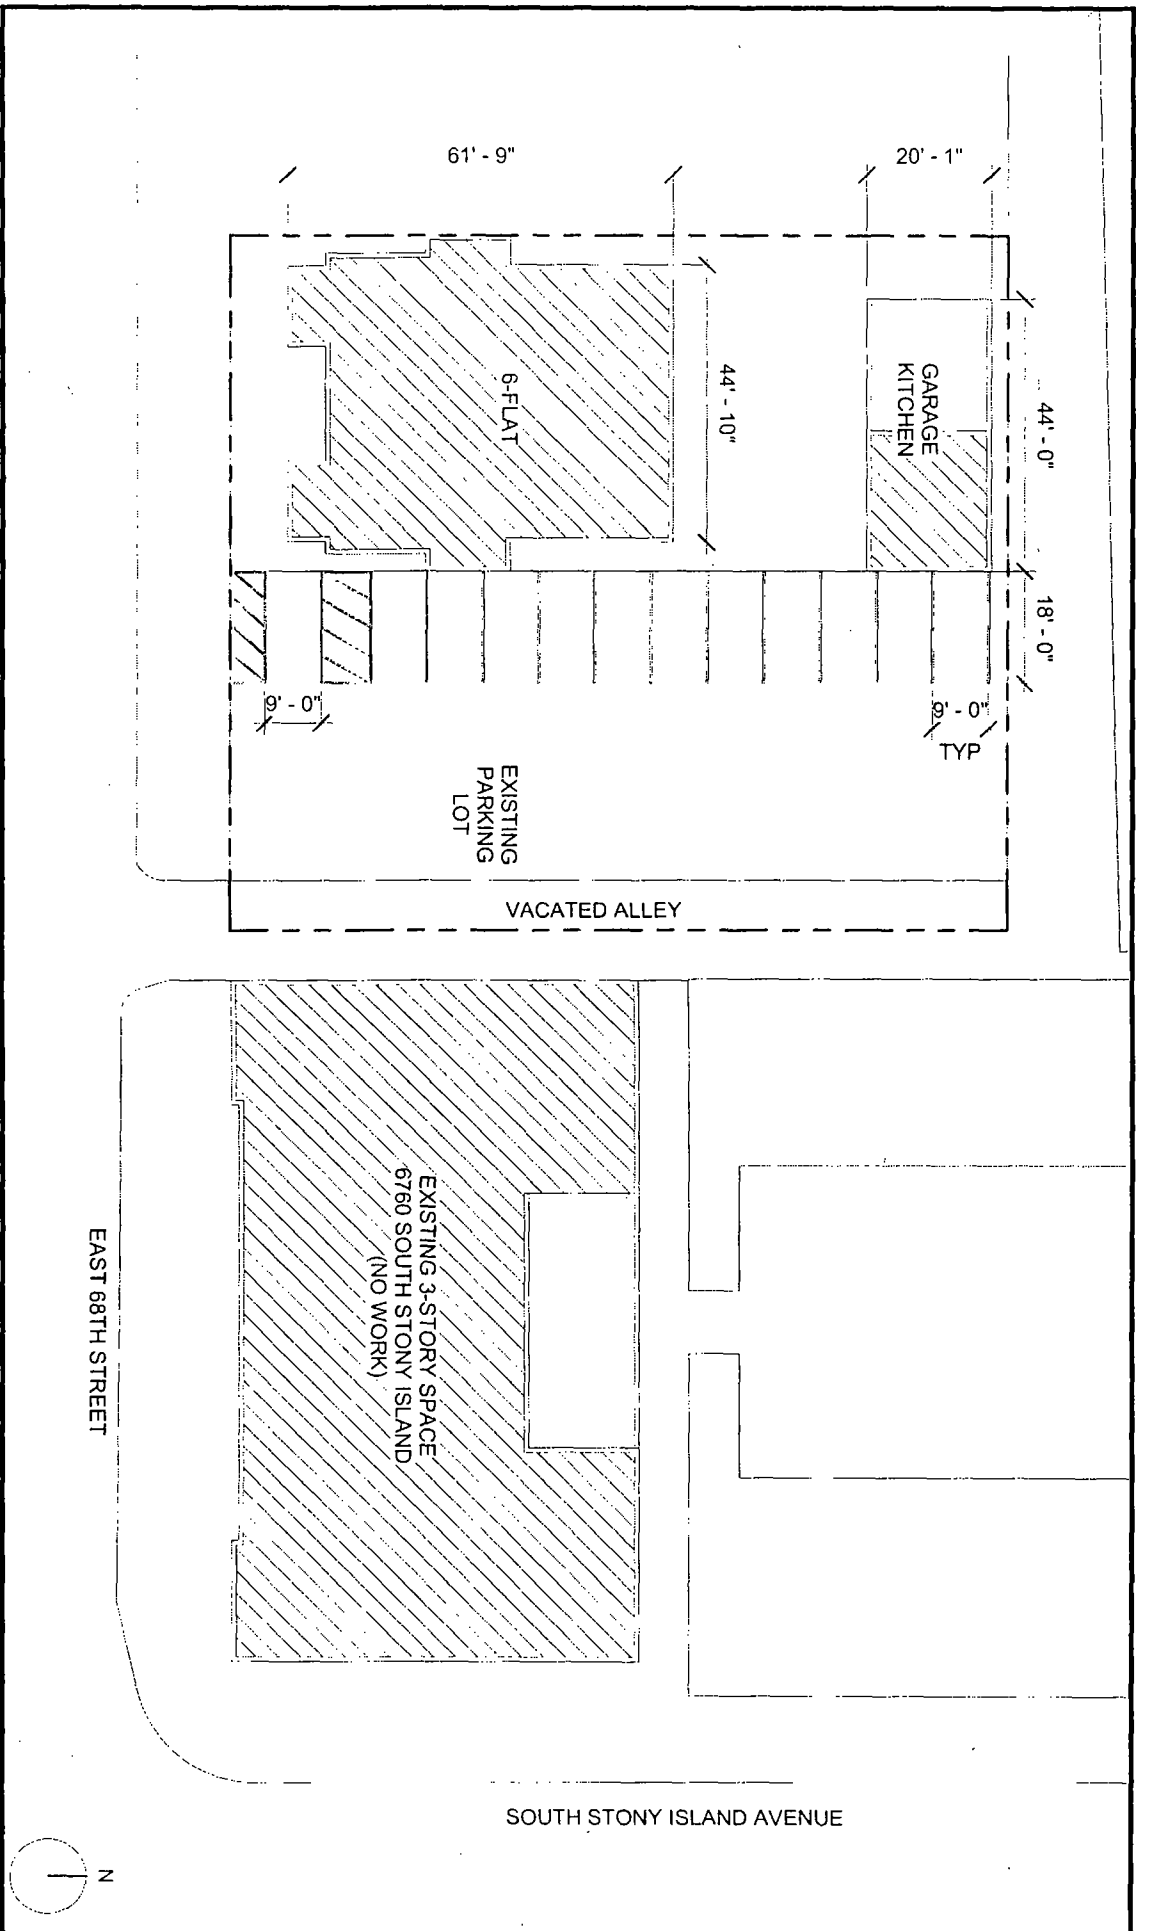 61' - 9"
20' - 1"
44' - 10"
44' - 0"
18' - 0"
GARAGE
KITCHEN
6-FLAT
9' - 0"
9' - 0"
TYP
EXISTING
PARKING
LOT
VACATED ALLEY
EXISTING 3-STORY SPACE
6760 SOUTH STONY ISLAND
(NO WORK)
EAST 68TH STREET
SOUTH STONY ISLAND AVENUE
N